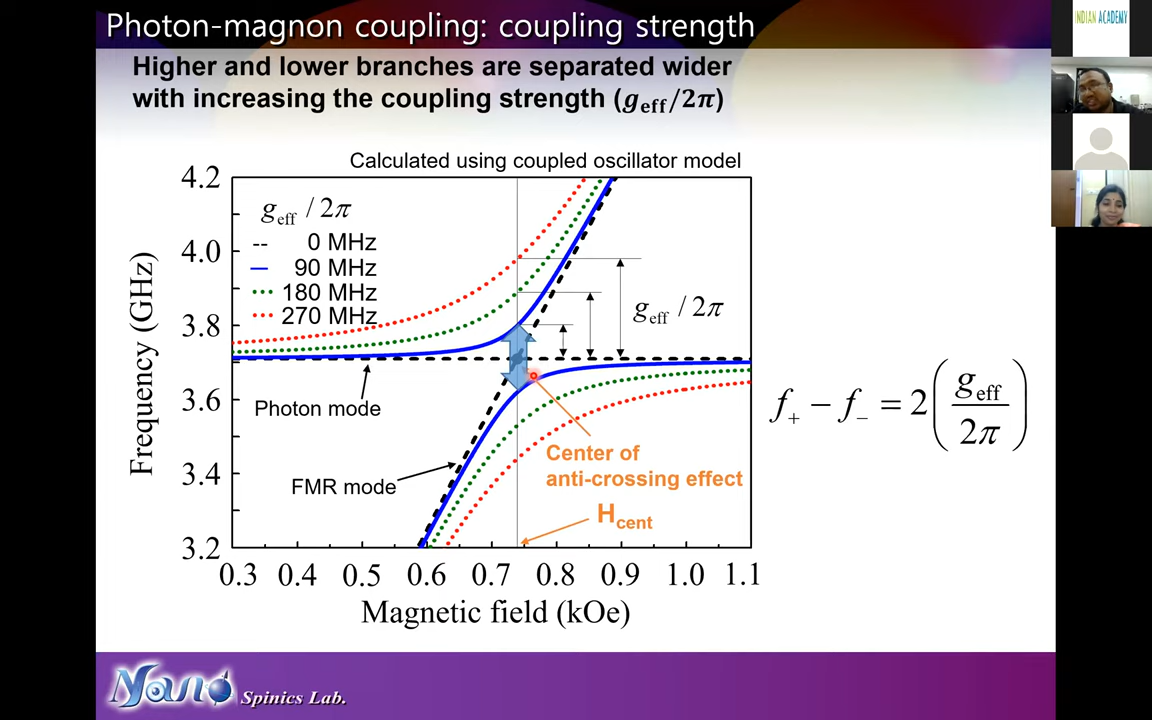 Photon-magnon coupling: coupling strength
INDIAN ACADEMY
Higher and lower branches are separated wider
with increasing the coupling strength (g_eff/2π)
Calculated using coupled oscillator model
4.2
4.0
3.8
3.6
3.4
3.2
Frequency (GHz)
g_eff / 2π
-- 0 MHz
— 90 MHz
180 MHz
270 MHz
g_eff / 2π
Photon mode
FMR mode
Center of
anti-crossing effect
H_cent
f_+ − f_− = 2(g_eff/2π)
0.3 0.4 0.5 0.6 0.7 0.8 0.9 1.0 1.1
Magnetic field (kOe)
Nano Spinics Lab.